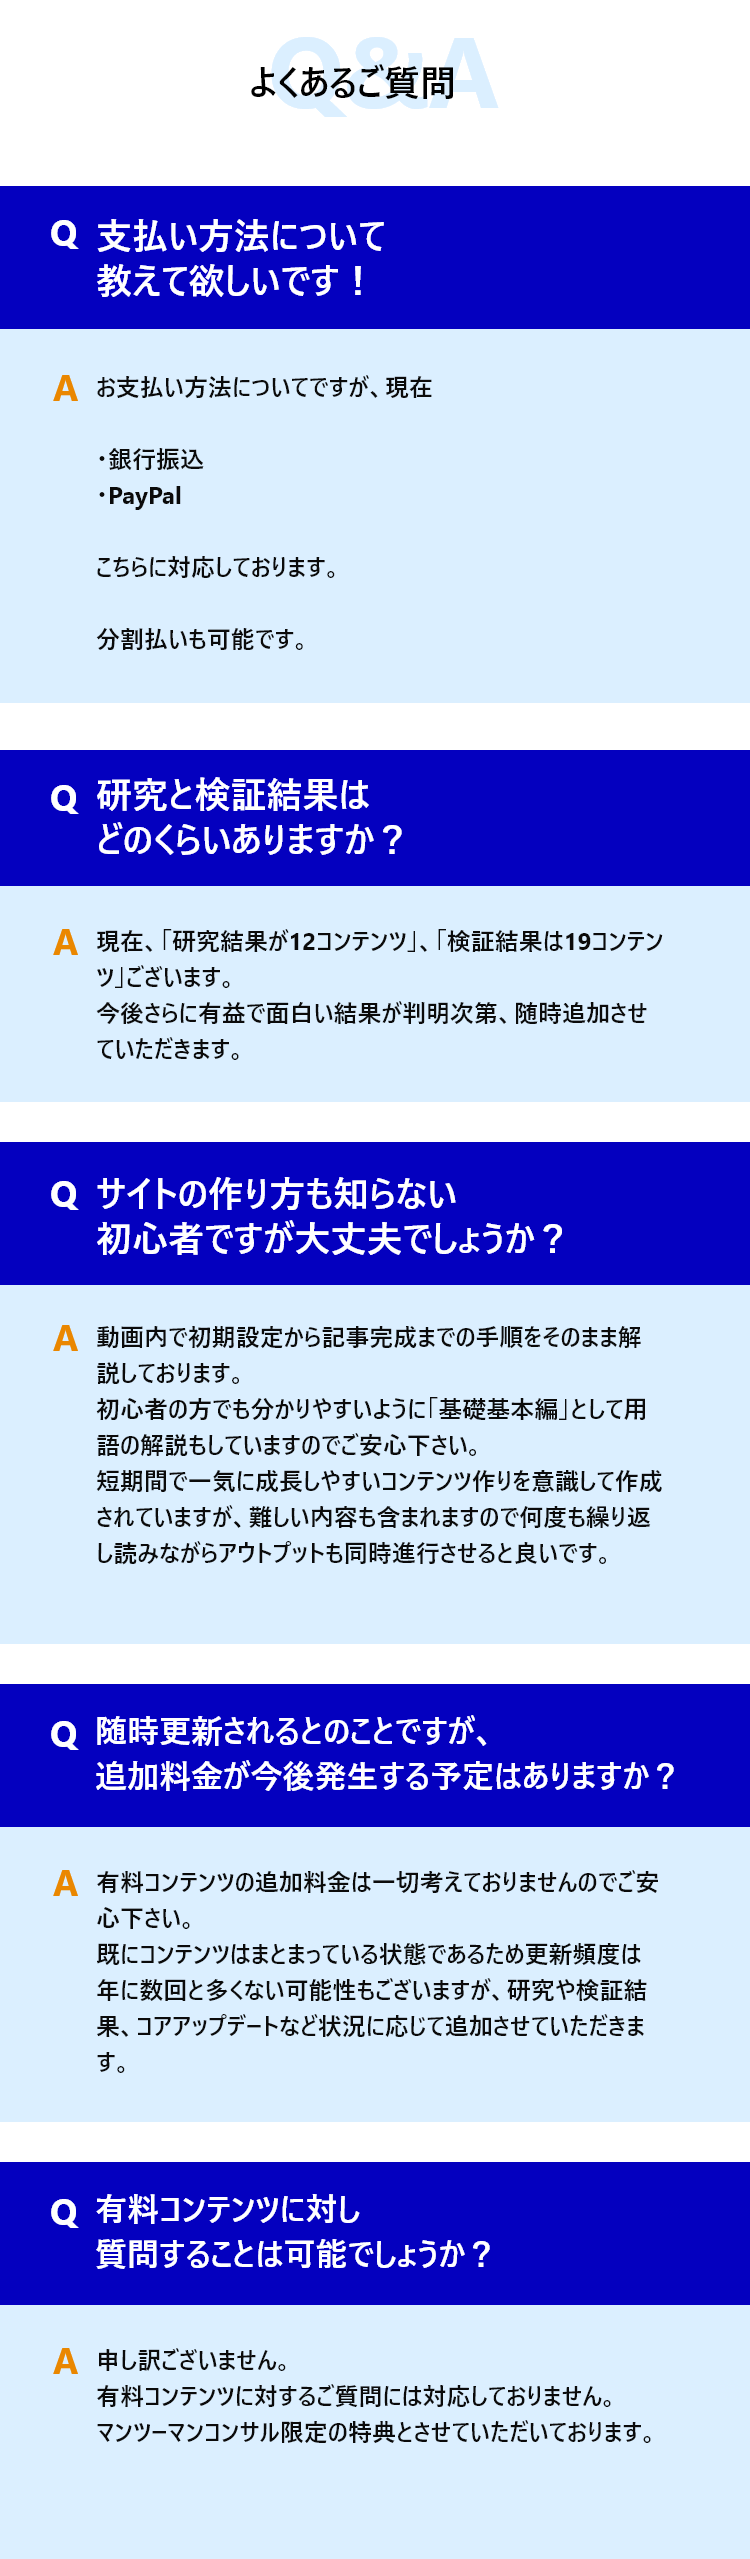 Q&A
よくあるご質問
Q 支払い方法について
教えて欲しいです！
A お支払い方法についてですが、現在
・銀行振込
・PayPal
こちらに対応しております。
分割払いも可能です。
Q 研究と検証結果は
どのくらいありますか？
A 現在、「研究結果が12コンテンツ」、「検証結果は19コンテン
ツ」ございます。
今後さらに有益で面白い結果が判明次第、随時追加させ
ていただきます。
Q サイトの作り方も知らない
初心者ですが大丈夫でしょうか？
A 動画内で初期設定から記事完成までの手順をそのまま解
説しております。
初心者の方でも分かりやすいように「基礎基本編」として用
語の解説もしていますのでご安心下さい。
短期間で一気に成長しやすいコンテンツ作りを意識して作成
されていますが、難しい内容も含まれますので何度も繰り返
し読みながらアウトプットも同時進行させると良いです。
Q 随時更新されるとのことですが、
追加料金が今後発生する予定はありますか？
A 有料コンテンツの追加料金は一切考えておりませんのでご安
心下さい。
既にコンテンツはまとまっている状態であるため更新頻度は
年に数回と多くない可能性もございますが、研究や検証結
果、コアアップデートなど状況に応じて追加させていただきま
す。
Q 有料コンテンツに対し
質問することは可能でしょうか？
A 申し訳ございません。
有料コンテンツに対するご質問には対応しておりません。
マンツーマンコンサル限定の特典とさせていただいております。